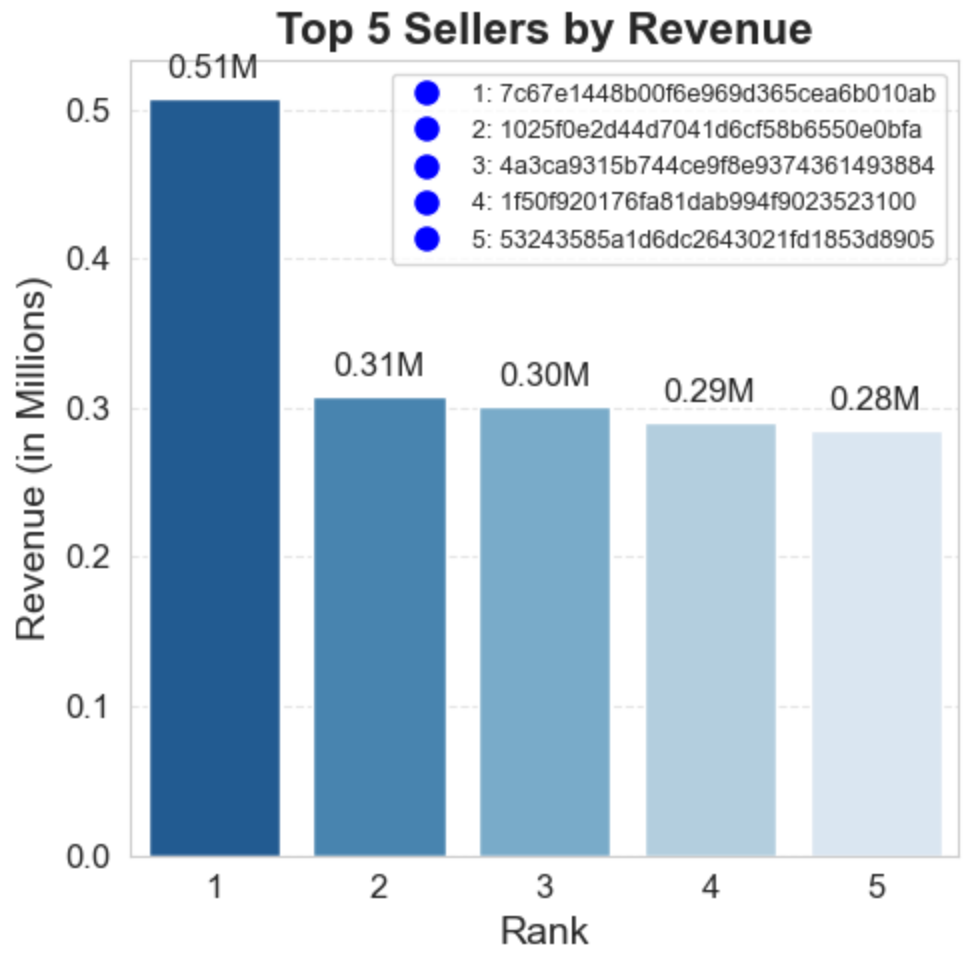 Top 5 Sellers by Revenue
0.51M
1: 7c67e1448b00f6e969d365cea6b010ab
2: 1025f0e2d44d7041d6cf58b6550e0bfa
3: 4a3ca9315b744ce9f8e9374361493884
4: 1f50f920176fa81dab994f9023523100
5: 53243585a1d6dc2643021fd1853d8905
0.31M
0.30M
0.29M
0.28M
Revenue (in Millions)
0.5
0.4
0.3
0.2
0.1
0.0
1 2 3 4 5
Rank